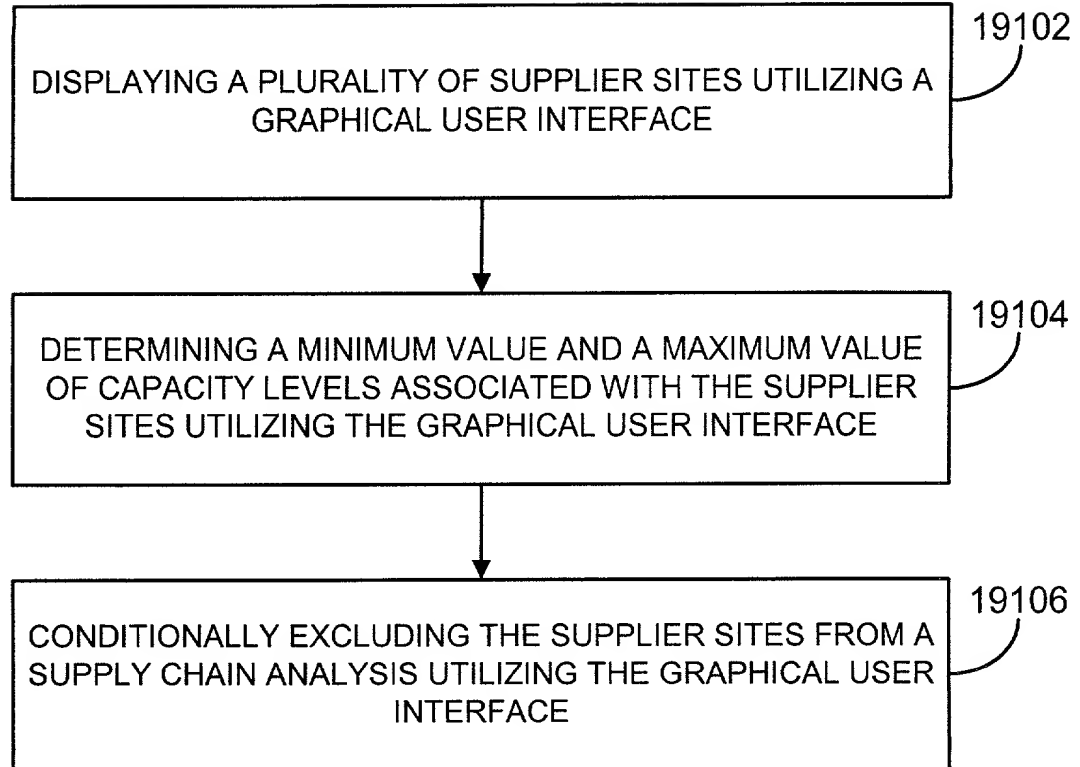 19102
DISPLAYING A PLURALITY OF SUPPLIER SITES UTILIZING A
GRAPHICAL USER INTERFACE
19104
DETERMINING A MINIMUM VALUE AND A MAXIMUM VALUE
OF CAPACITY LEVELS ASSOCIATED WITH THE SUPPLIER
SITES UTILIZING THE GRAPHICAL USER INTERFACE
19106
CONDITIONALLY EXCLUDING THE SUPPLIER SITES FROM A
SUPPLY CHAIN ANALYSIS UTILIZING THE GRAPHICAL USER
INTERFACE